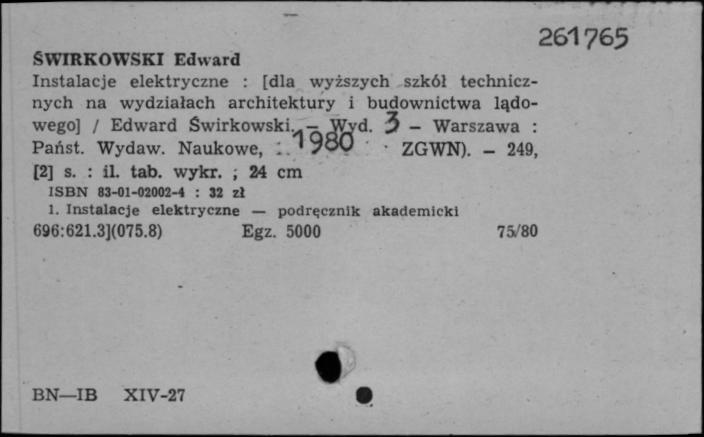 261765
ŚWIRKOWSKI Edward
Instalacje elektryczne : [dla wyższych szkół technicz-
nych na wydziałach architektury i budownictwa lądo-
wego] / Edward Świrkowski. — Wyd. 3 — Warszawa :
Państ. Wydaw. Naukowe, 1980 ZGWN). — 249,
[2] s. : il. tab. wykr. ; 24 cm
ISBN 83-01-02002-4 : 32 zł
1. Instalacje elektryczne — podręcznik akademicki
696:621.3](075.8) Egz. 5000 75/80
BN—IB XIV-27